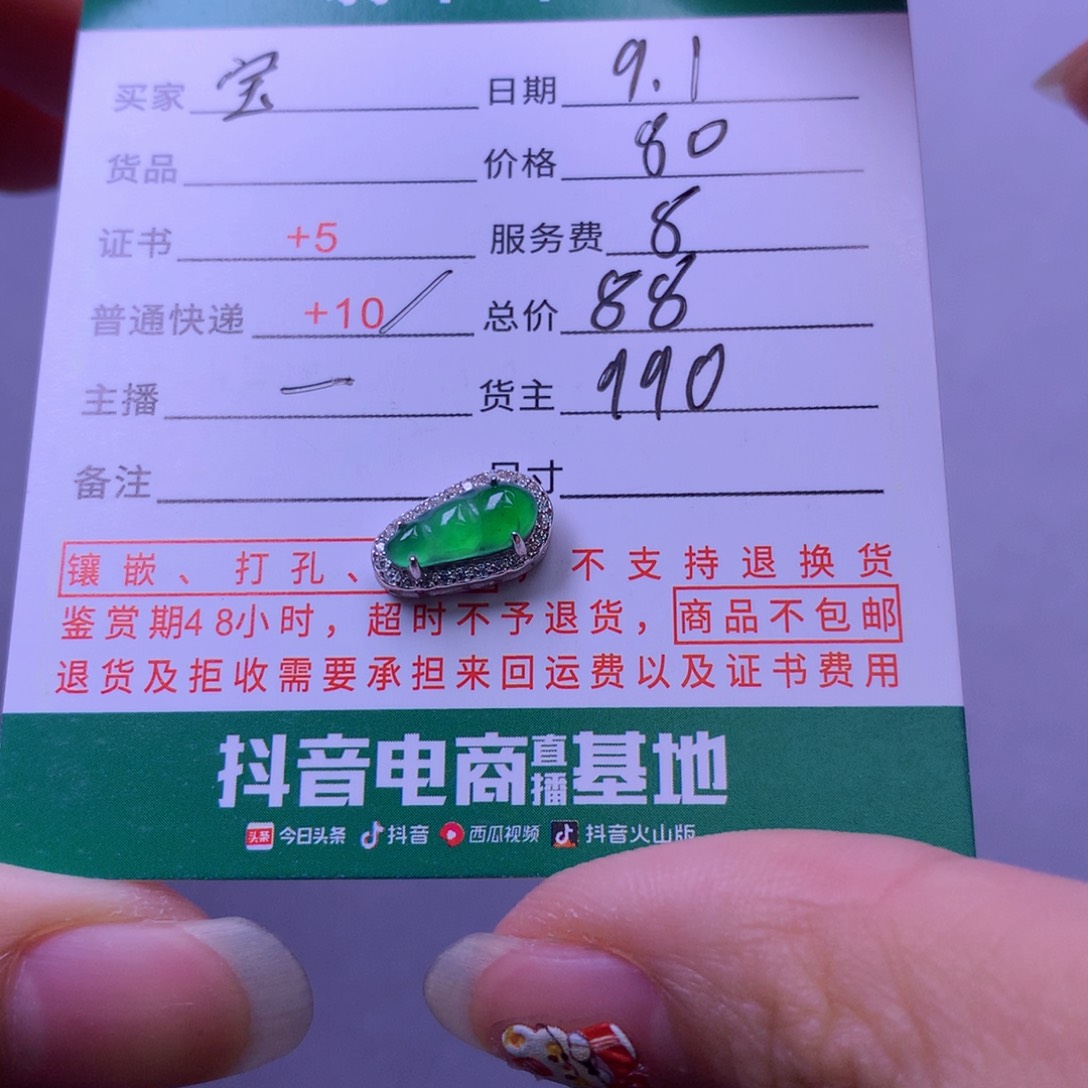 买家 宝 日期 9.1
货品 价格 80
证书 +5 服务费 8
普通快递 +10 / 总价 88
主播 一 货主 990
备注 尺寸
镶嵌、打孔、 不支持退换货
鉴赏期48小时，超时不予退货，商品不包邮
退货及拒收需要承担来回运费以及证书费用
抖音电商直播基地
头条 今日头条 抖音 西瓜视频 抖音火山版